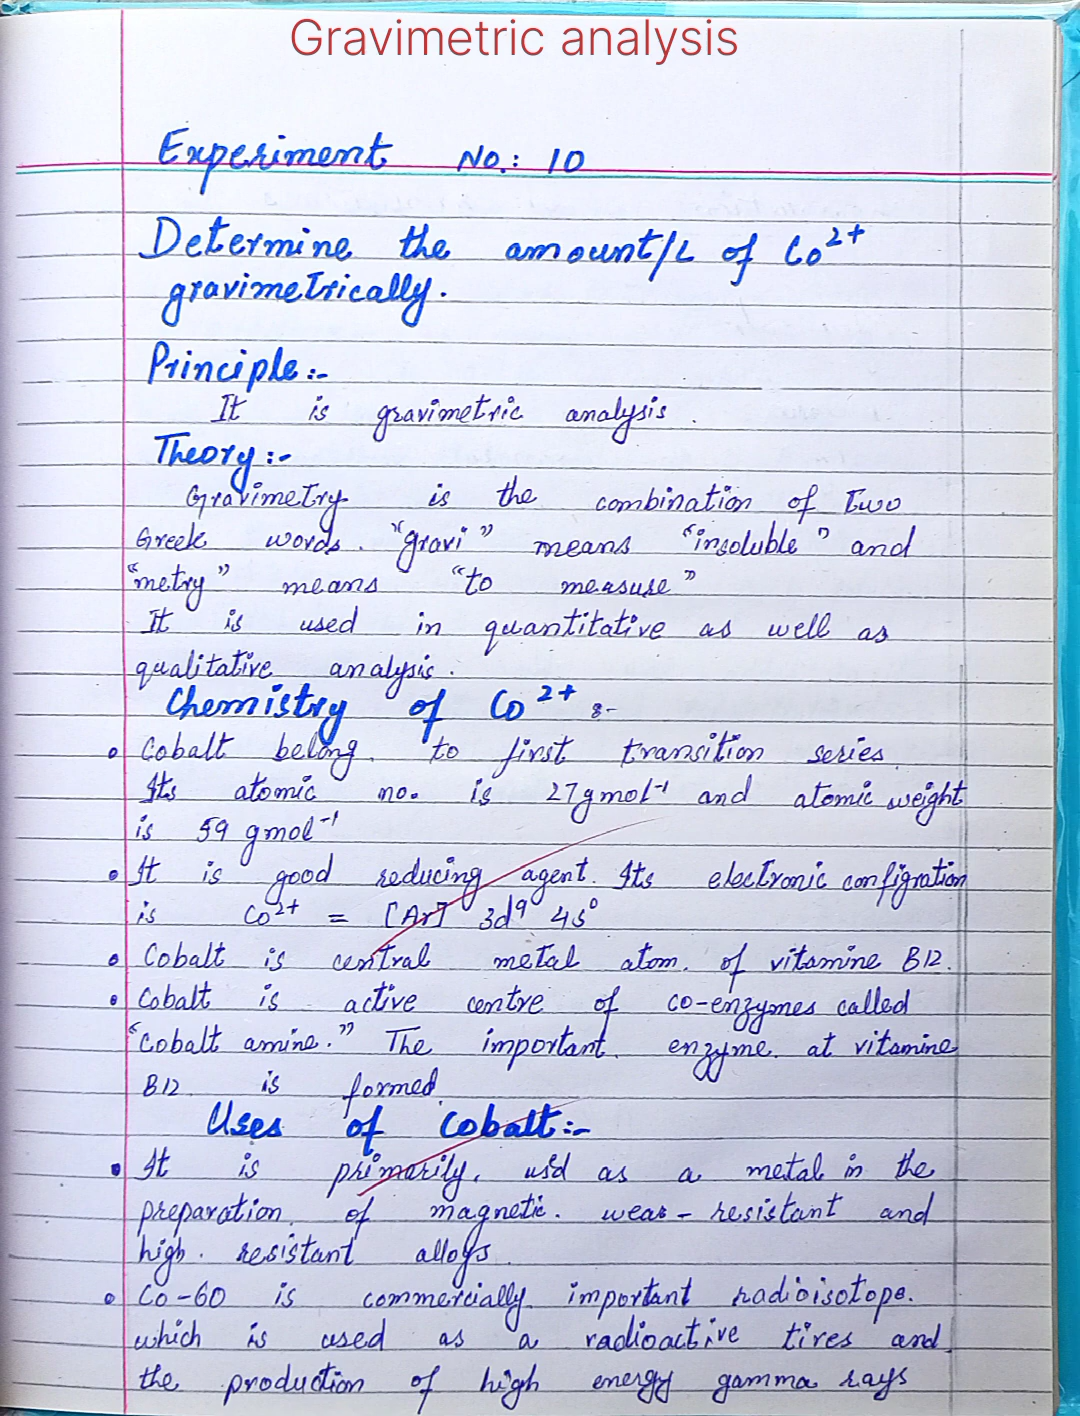 Gravimetric analysis
Experiment No.: 10
Determine the amount/L of Co²⁺
gravimetrically.
Principle :-
It is gravimetric analysis.
Theory :-
Gravimetry is the combination of two
Greek words. "gravi" means "insoluble" and
"metry" means "to measure"
It is used in quantitative as well as
qualitative analysis.
Chemistry of Co²⁺ :-
• Cobalt belong to first transition series.
Its atomic no. is 27gmol⁻¹ and atomic weight
is 59 gmol⁻¹
• It is good reducing agent. Its electronic configration
is Co²⁺ = [Ar] 3d⁹ 4s⁰
• Cobalt is central metal atom of vitamine B12.
• Cobalt is active centre of co-enzymes called
"cobalt amine." The important enzyme at vitamine
B12 is formed.
Uses of Cobalt:-
• It is primarily, usd as a metal in the
preparation of magnetic. wear-resistant and
high. resistant alloys
• Co-60 is commercially important radioisotope.
which is used as a radioactive tires and
the production of high energy gamma rays